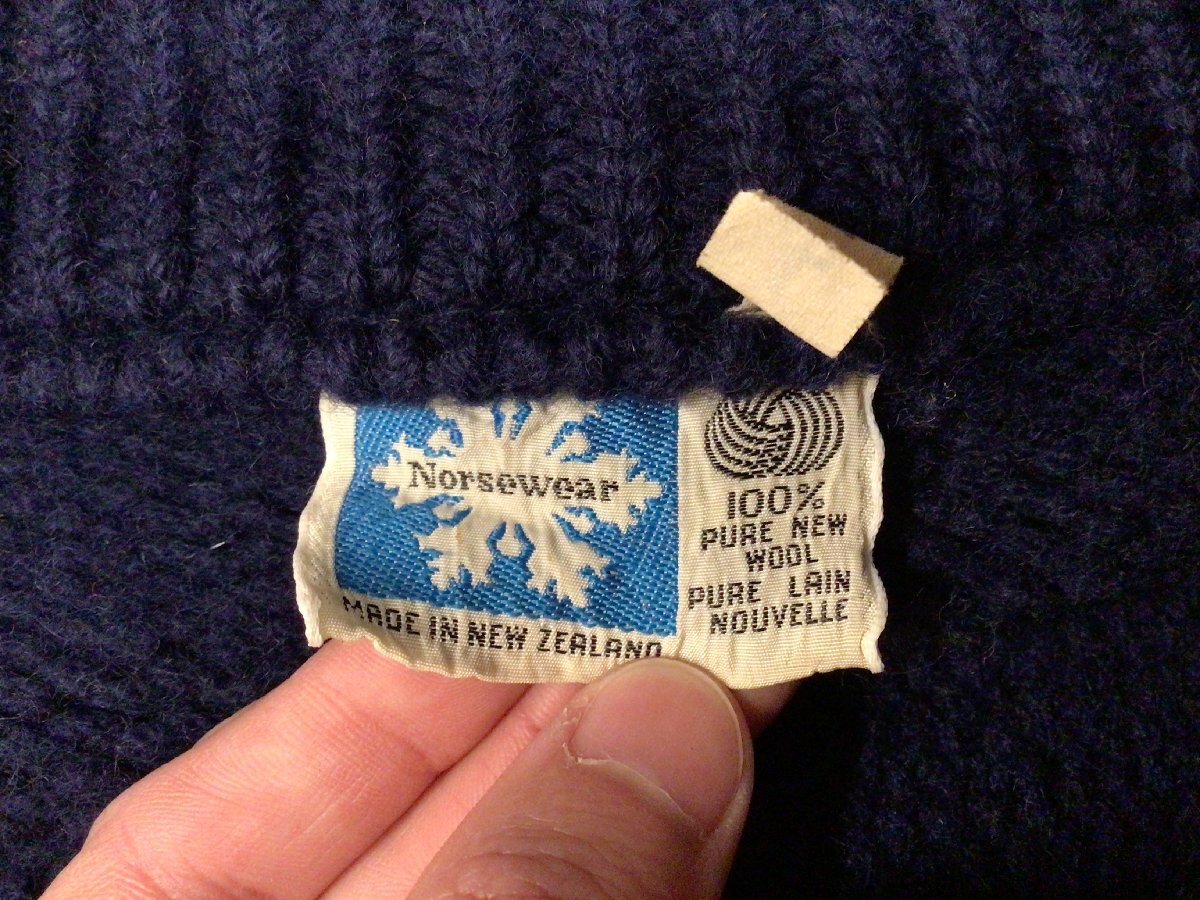 Norsewear
MADE IN NEW ZEALAND
100%
PURE NEW
WOOL
PURE LAIN
NOUVELLE